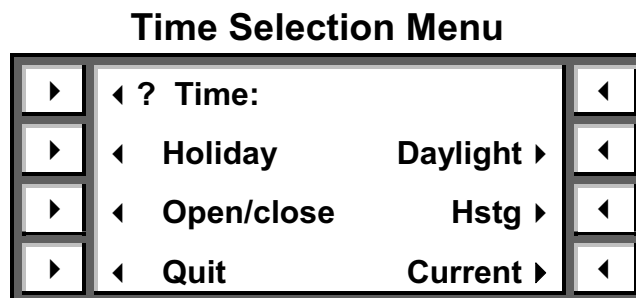 Time Selection Menu
? Time:
Holiday Daylight
Open/close Hstg
Quit Current